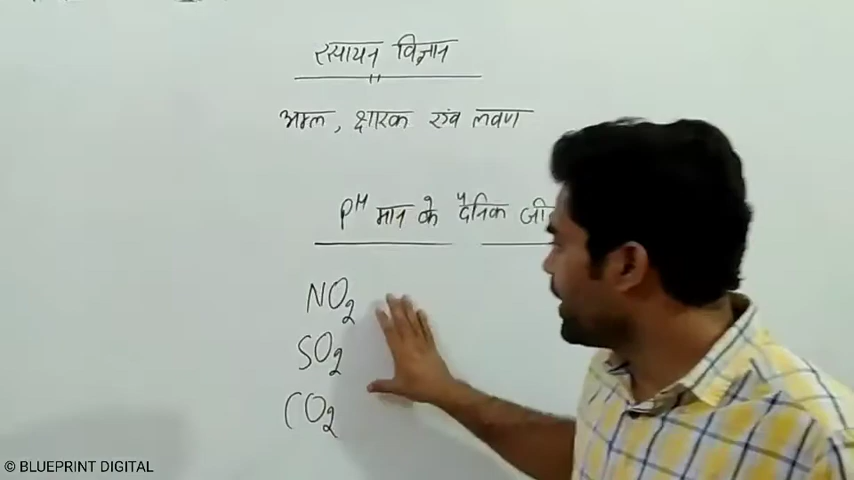 रसायन विज्ञान
अम्ल, क्षारक एवं लवण
PH मान के दैनिक
NO2
SO2
CO2
© BLUEPRINT DIGITAL